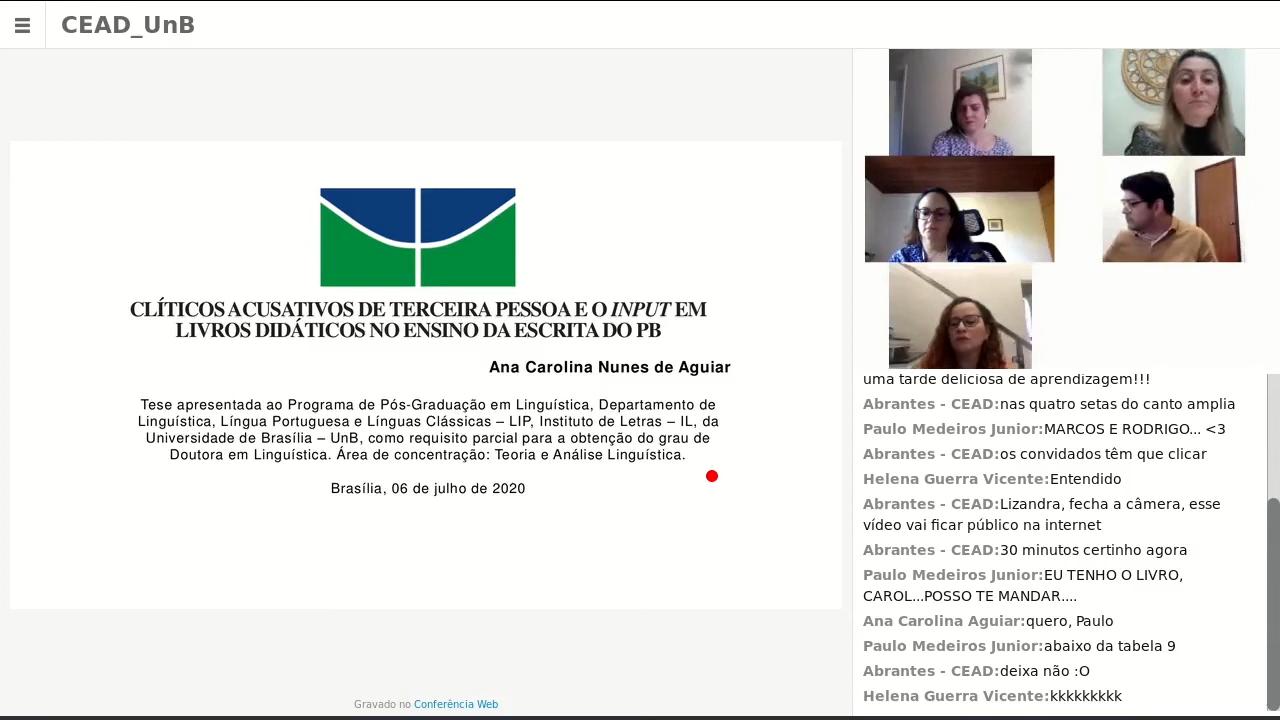 CEAD_UnB
CLÍTICOS ACUSATIVOS DE TERCEIRA PESSOA E O INPUT EM
LIVROS DIDÁTICOS NO ENSINO DA ESCRITA DO PB
Ana Carolina Nunes de Aguiar
Tese apresentada ao Programa de Pós-Graduação em Linguística, Departamento de
Linguística, Língua Portuguesa e Línguas Clássicas – LIP, Instituto de Letras – IL, da
Universidade de Brasília – UnB, como requisito parcial para a obtenção do grau de
Doutora em Linguística. Área de concentração: Teoria e Análise Linguística.
Brasília, 06 de julho de 2020
Gravado no Conferência Web
uma tarde deliciosa de aprendizagem!!!
Abrantes - CEAD:nas quatro setas do canto amplia
Paulo Medeiros Junior:MARCOS E RODRIGO... <3
Abrantes - CEAD:os convidados têm que clicar
Helena Guerra Vicente:Entendido
Abrantes - CEAD:Lizandra, fecha a câmera, esse
vídeo vai ficar público na internet
Abrantes - CEAD:30 minutos certinho agora
Paulo Medeiros Junior:EU TENHO O LIVRO,
CAROL...POSSO TE MANDAR....
Ana Carolina Aguiar:quero, Paulo
Paulo Medeiros Junior:abaixo da tabela 9
Abrantes - CEAD:deixa não :O
Helena Guerra Vicente:kkkkkkkkk